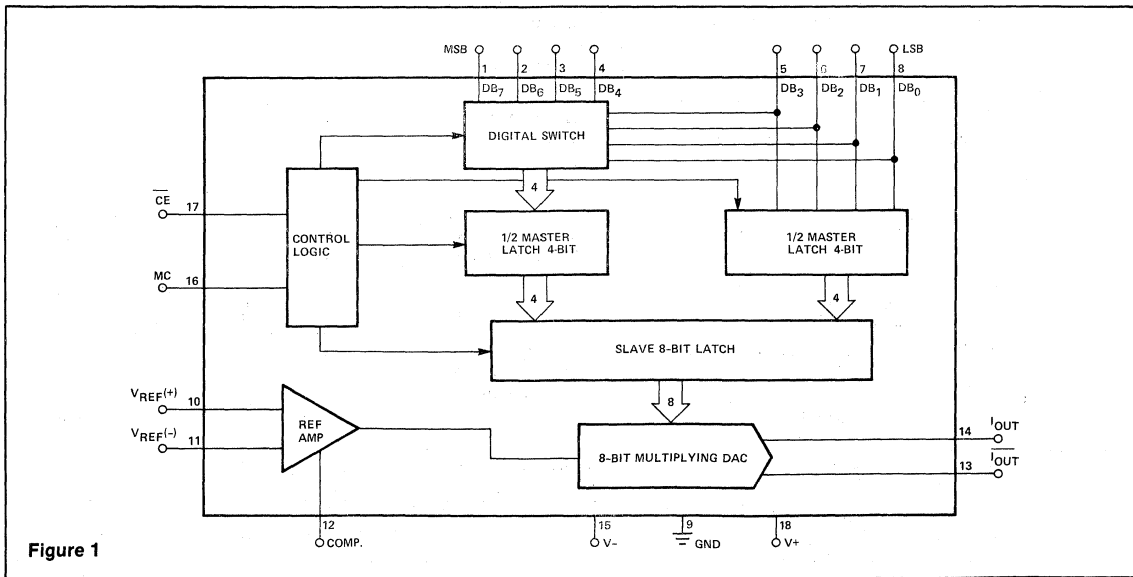 MSB
LSB
1 2 3 4 5 6 7 8
DB7 DB6 DB5 DB4 DB3 DB2 DB1 DB0
DIGITAL SWITCH
4
CE
17
CONTROL
LOGIC
1/2 MASTER
LATCH 4-BIT
1/2 MASTER
LATCH 4-BIT
MC
16
4
4
SLAVE 8-BIT LATCH
8
VREF(+)
10
REF
AMP
VREF(-)
11
8-BIT MULTIPLYING DAC
14
IOUT
13
IOUT
12
COMP.
15
V-
9
GND
18
V+
Figure 1